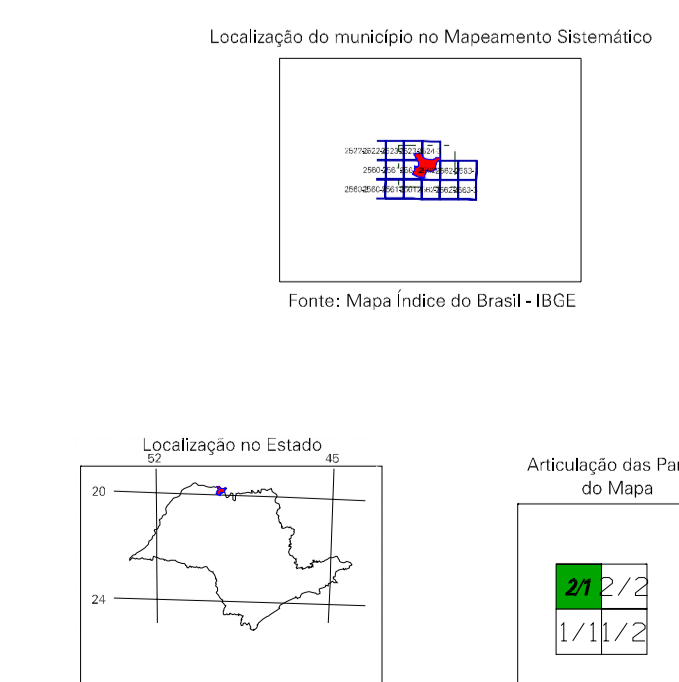 Localização do município no Mapeamento Sistemático
Fonte: Mapa Índice do Brasil - IBGE
Localização no Estado
52 45
20
24
Articulação das Par
do Mapa
2/1 2/2
1/1 1/2